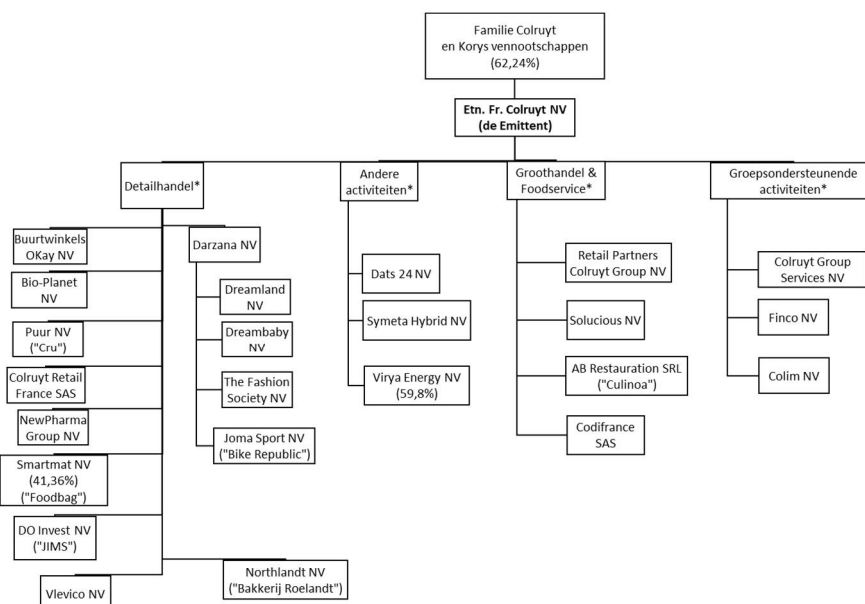 Familie Colruyt
en Korys vennootschappen
(62,24%)
Etn. Fr. Colruyt NV
(de Emittent)
Detailhandel*
Buurtwinkels
OKay NV
Bio-Planet
NV
Puur NV
("Cru")
Colruyt Retail
France SAS
NewPharma
Group NV
Smartmat NV
(41,36%)
("Foodbag")
DO Invest NV
("JIMS")
Vlevico NV
Darzana NV
Dreamland
NV
Dreambaby
NV
The Fashion
Society NV
Joma Sport NV
("Bike Republic")
Northlandt NV
("Bakkerij Roelandt")
Andere
activiteiten*
Dats 24 NV
Symeta Hybrid NV
Virya Energy NV
(59,8%)
Groothandel &
Foodservice*
Retail Partners
Colruyt Group NV
Solucious NV
AB Restauration SRL
("Culinoa")
Codifrance
SAS
Groepsondersteunende
activiteiten*
Colruyt Group
Services NV
Finco NV
Colim NV